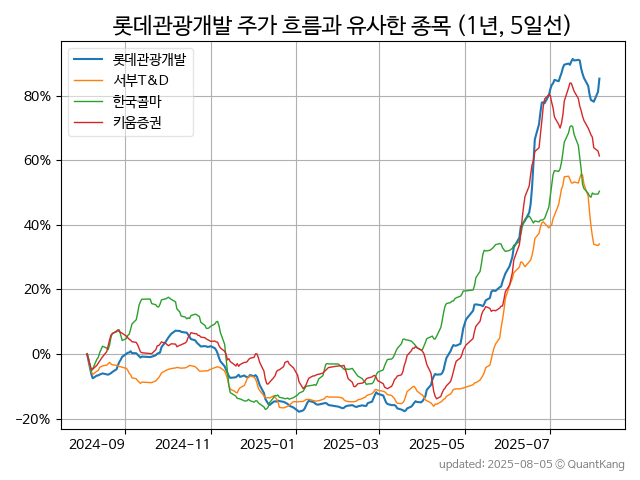 롯데관광개발 주가 흐름과 유사한 종목 (1년, 5일선)
롯데관광개발
서부T&D
한국콜마
키움증권
80%
60%
40%
20%
0%
−20%
2024−09
2024−11
2025−01
2025−03
2025−05
2025−07
updated: 2025-08-05 © QuantKang